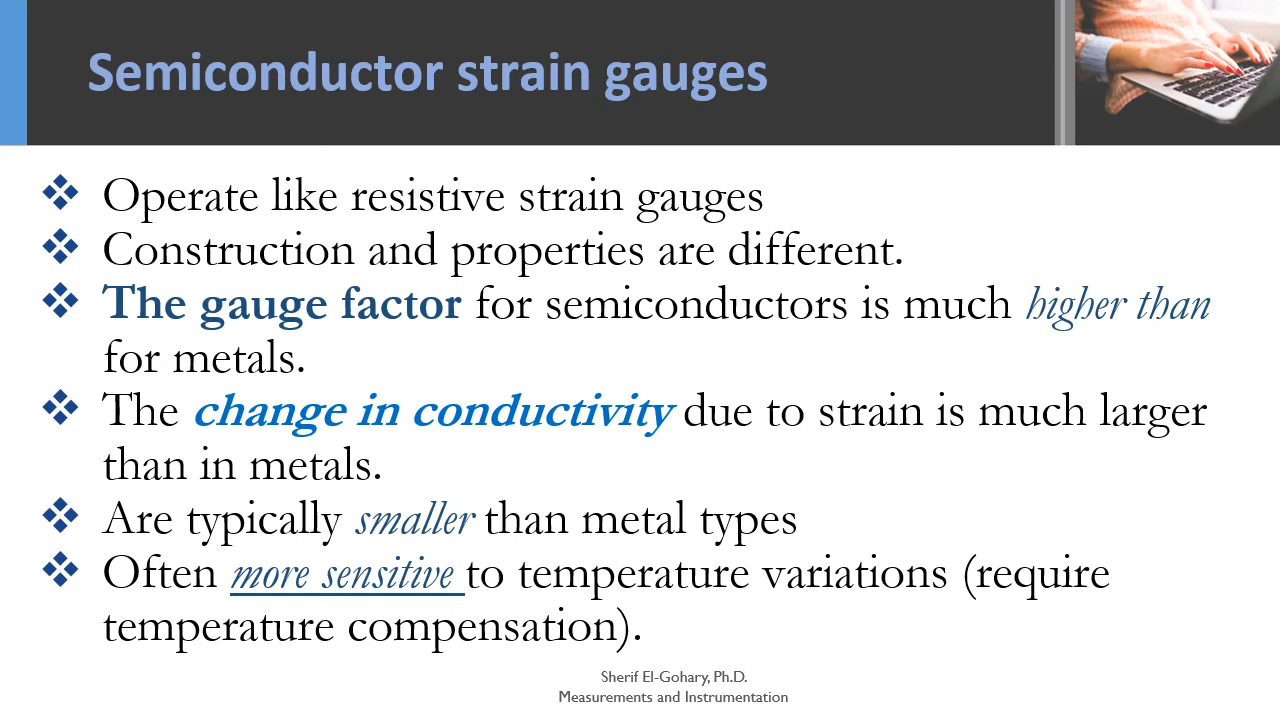 Semiconductor strain gauges
❖ Operate like resistive strain gauges
❖ Construction and properties are different.
❖ The gauge factor for semiconductors is much higher than
for metals.
❖ The change in conductivity due to strain is much larger
than in metals.
❖ Are typically smaller than metal types
❖ Often more sensitive to temperature variations (require
temperature compensation).
Sherif El-Gohary, Ph.D.
Measurements and Instrumentation